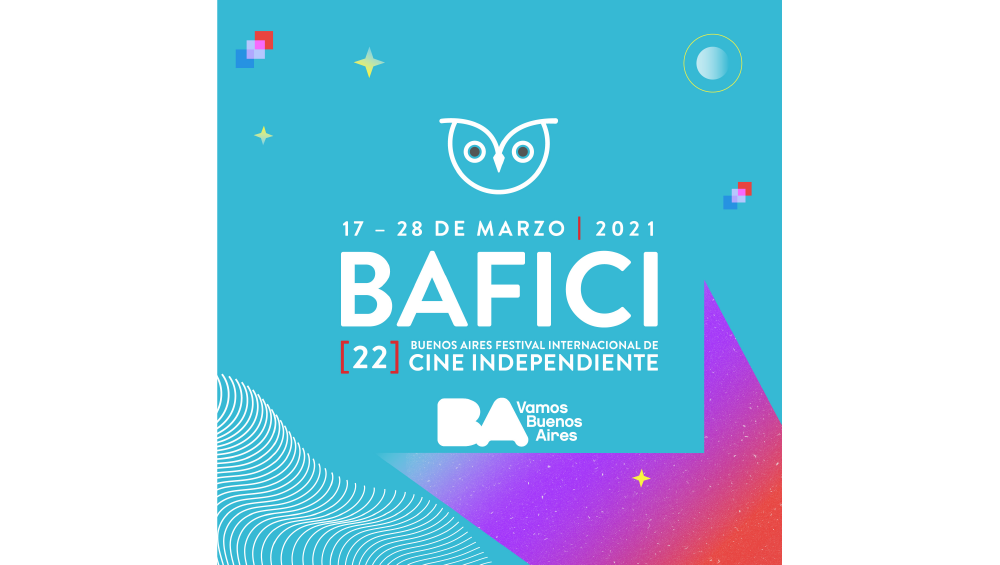 17 – 28 DE MARZO | 2021
BAFICI
[22] BUENOS AIRES FESTIVAL INTERNACIONAL DE
CINE INDEPENDIENTE
BA Vamos
Buenos
Aires